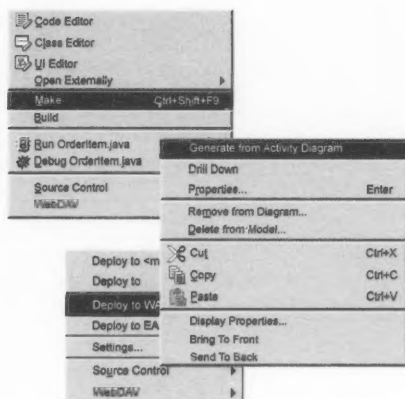 Code Editor
Class Editor
UI Editor
Open Externally
Make Ctrl+Shift+F9
Build
Run OrderItem.java
Debug OrderItem.java
Source Control
WebDAV
Generate from Activity Diagram
Drill Down
Properties... Enter
Remove from Diagram...
Delete from Model...
Cut Ctrl+X
Copy Ctrl+C
Paste Ctrl+V
Display Properties...
Bring To Front
Send To Back
Deploy to <m
Deploy to
Deploy to WA
Deploy to EA
Settings...
Source Control
WebDAV